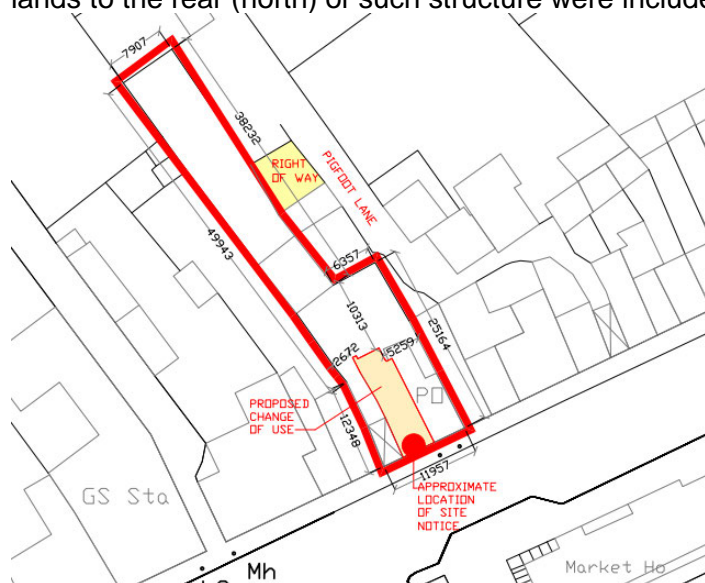 lands to the rear (north) of such structure were include
7907
38232
RIGHT
OF WAY
PIGFOOT LANE
49943
6357
10313
25164
2672
5259
PROPOSED
CHANGE
OF USE
PO
12348
11957
GS Sta
APPROXIMATE
LOCATION
OF SITE
NOTICE
Mh
Market Ho